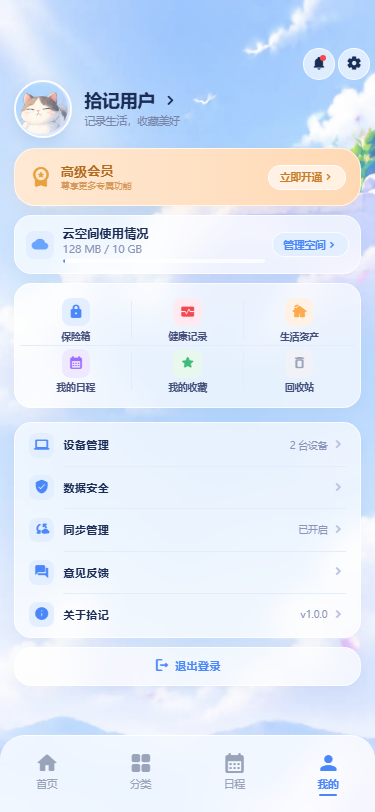 拾记用户
记录生活，收藏美好
高级会员
尊享更多专属功能
立即开通
云空间使用情况
128 MB / 10 GB
管理空间
保险箱
健康记录
生活资产
我的日程
我的收藏
回收站
设备管理
2 台设备
数据安全
同步管理
已开启
意见反馈
关于拾记
v1.0.0
退出登录
首页
分类
日程
我的